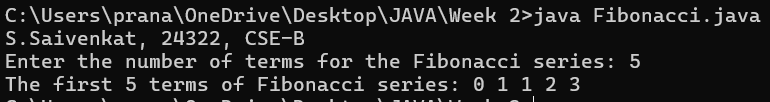 C:\Users\prana\OneDrive\Desktop\JAVA\Week 2>java Fibonacci.java
S.Saivenkat, 24322, CSE-B
Enter the number of terms for the Fibonacci series: 5
The first 5 terms of Fibonacci series: 0 1 1 2 3